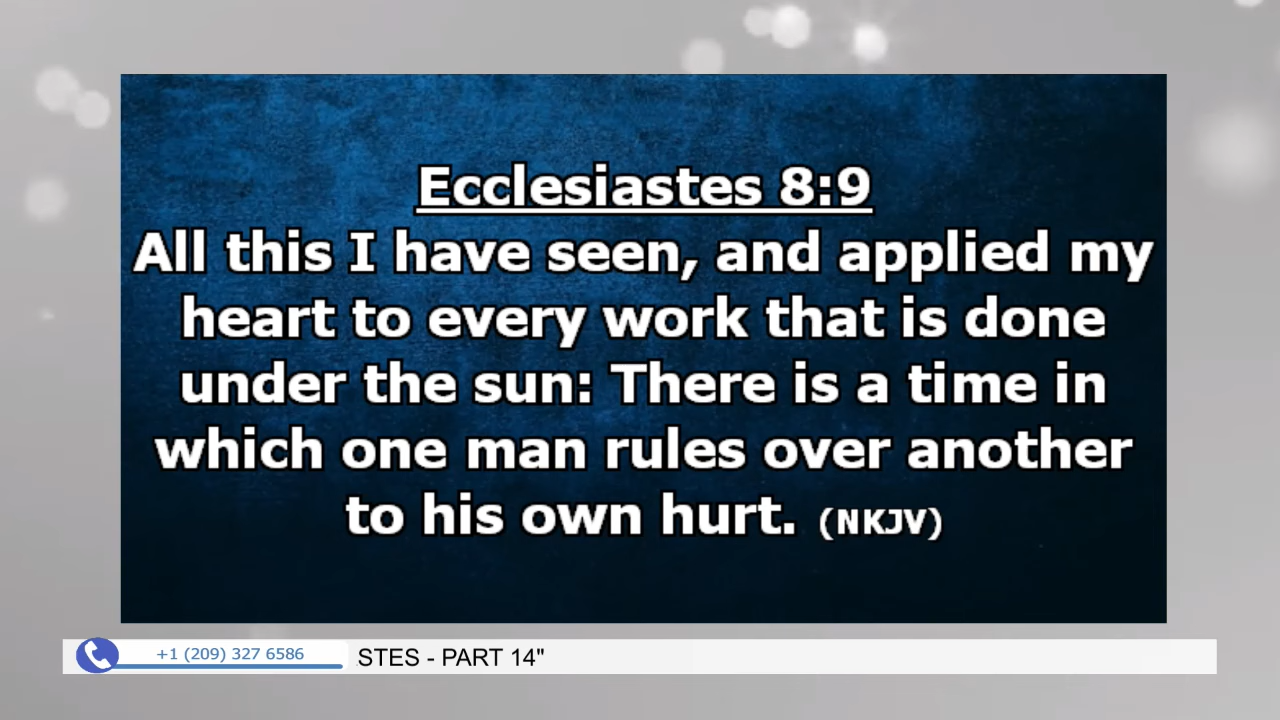 Ecclesiastes 8:9
All this I have seen, and applied my
heart to every work that is done
under the sun: There is a time in
which one man rules over another
to his own hurt. (NKJV)
+1 (209) 327 6586
STES - PART 14"